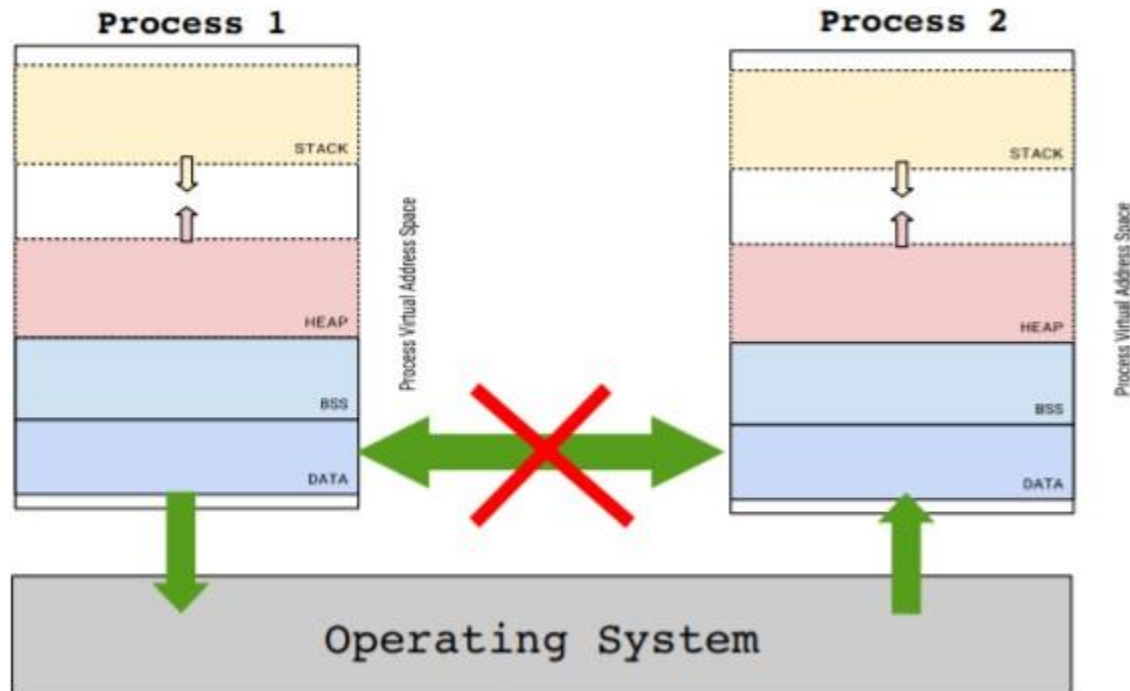 Process 1
Process 2
STACK
STACK
Process Virtual Address Space
Process Virtual Address Space
HEAP
HEAP
BSS
BSS
DATA
DATA
Operating System